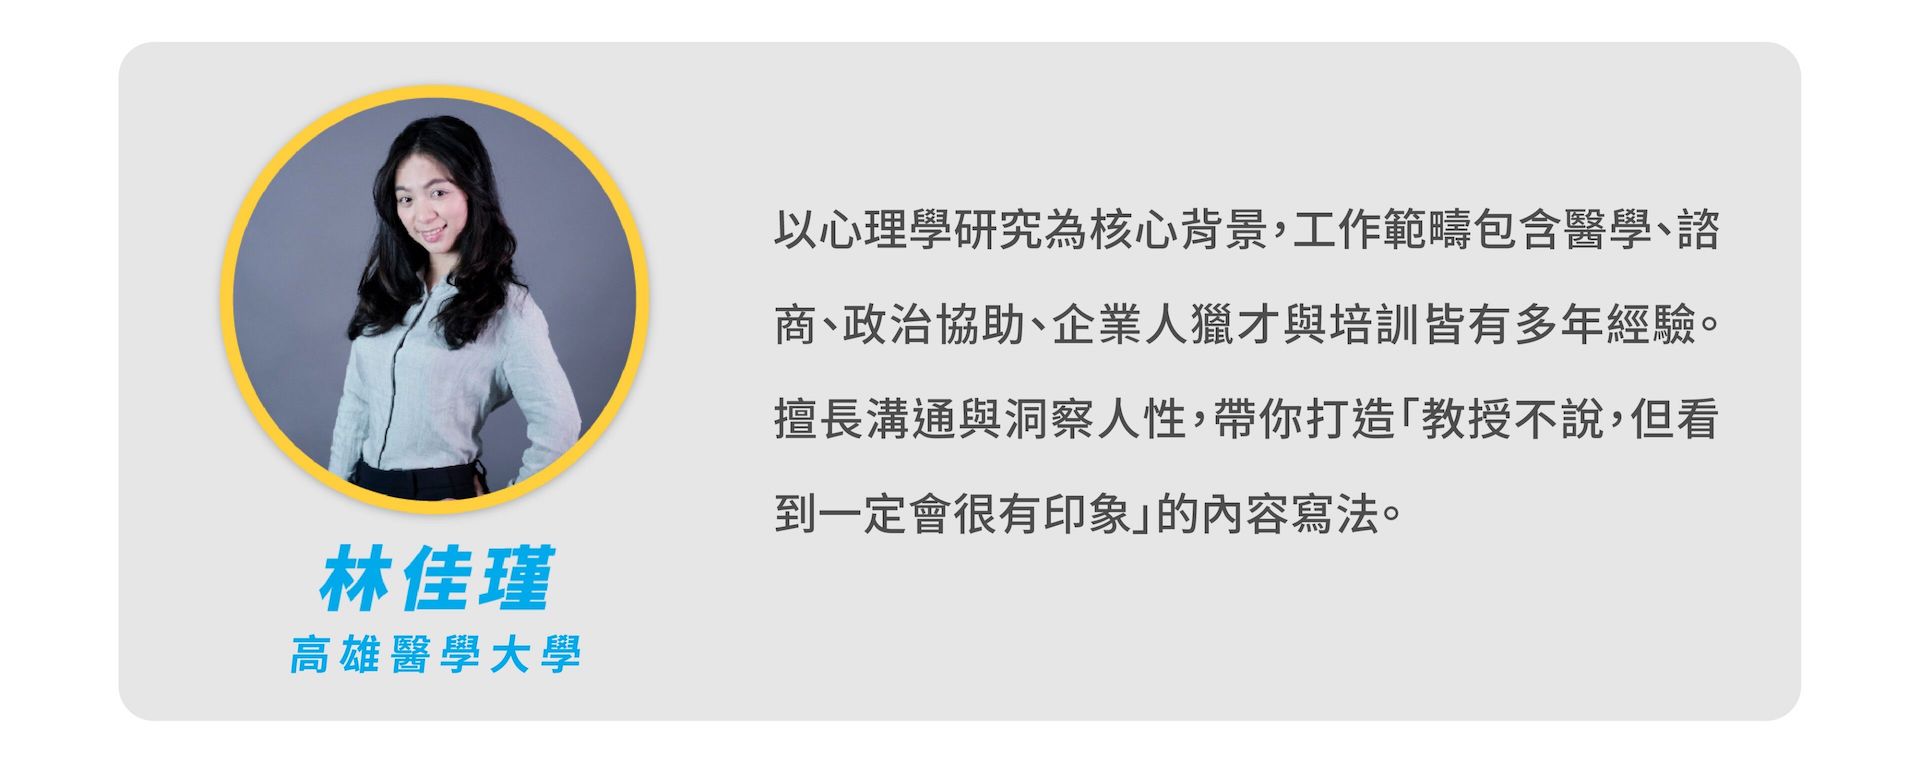 林佳瑾
高雄醫學大學
以心理學研究為核心背景，工作範疇包含醫學、諮
商、政治協助、企業人獵才與培訓皆有多年經驗。
擅長溝通與洞察人性，帶你打造「教授不說，但看
到一定會很有印象」的內容寫法。